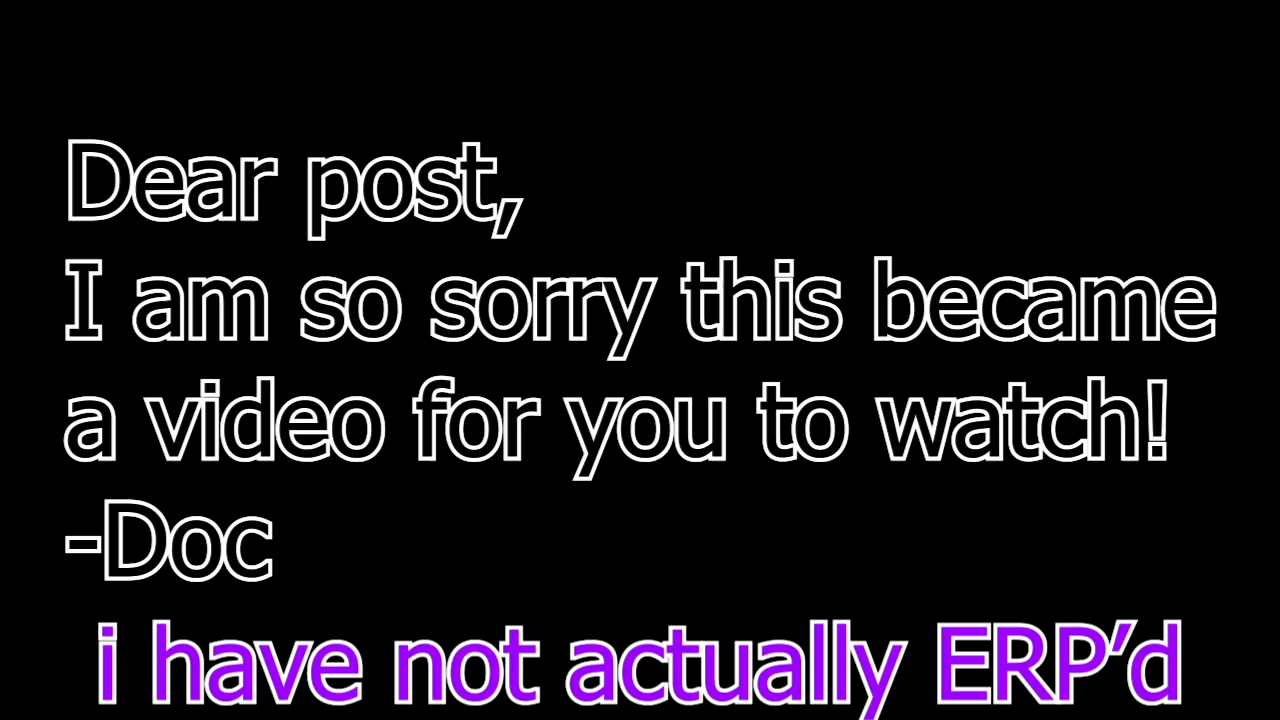 Dear post,
I am so sorry this became
a video for you to watch!
-Doc
i have not actually ERP’d